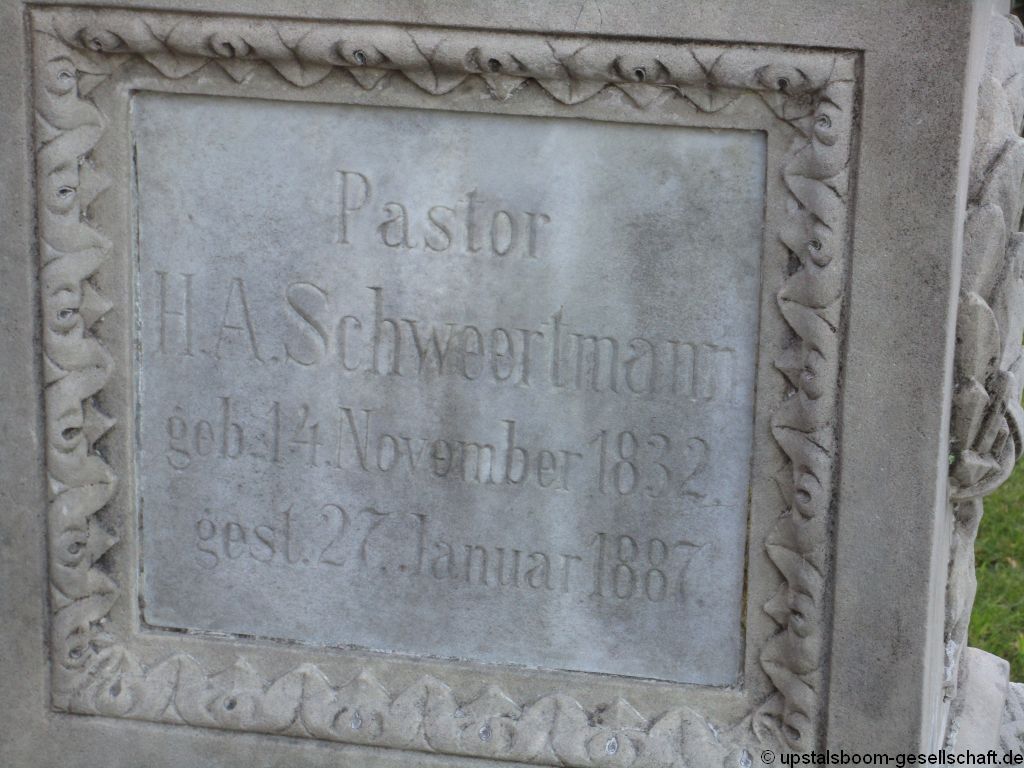 Pastor
H.A.Schweertmann
geb. 14. November 1832.
gest. 27. Januar 1887.
© upstalsboom-gesellschaft.de